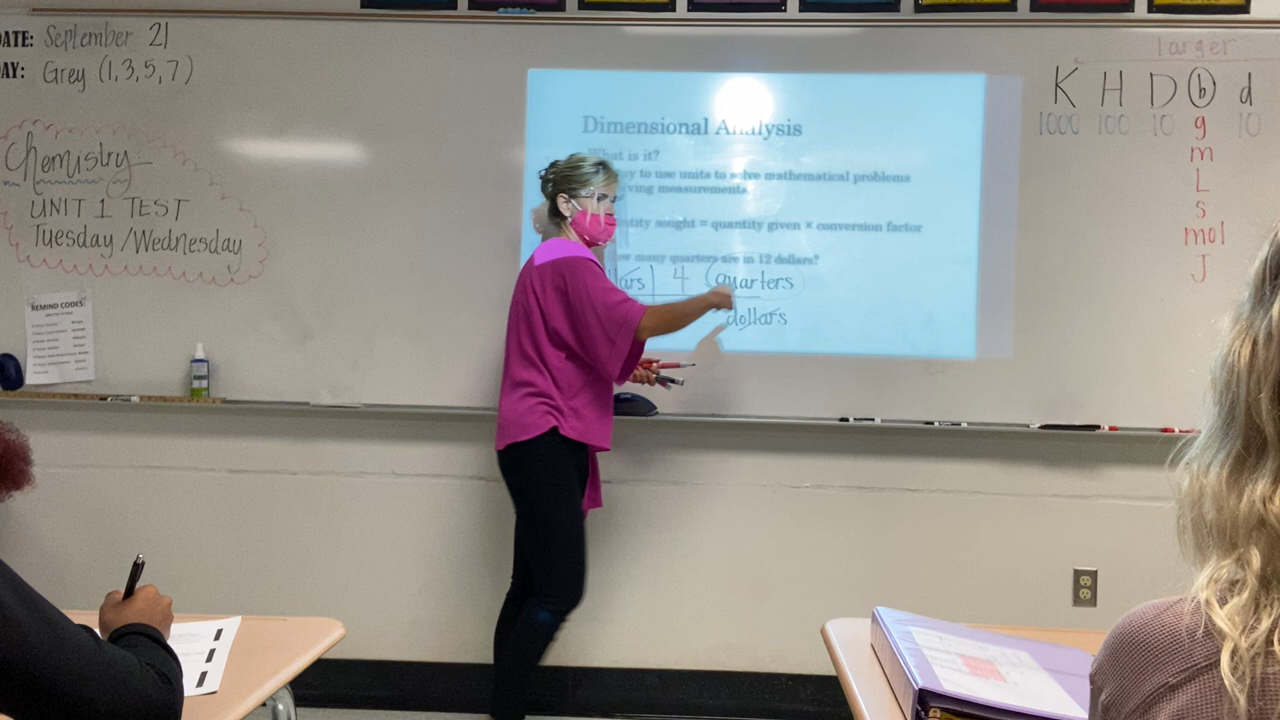 DATE: September 21
DAY: Grey (1,3,5,7)
Chemistry
UNIT 1 TEST
Tuesday/Wednesday
REMIND CODES:
Dimensional Analysis
What is it?
to use units to solve mathematical problems
measurements
sought = quantity given × conversion factor
many quarters are in 12 dollars?
4 quarters
dollars
larger
K H D b d
1000 100 10 10
g
m
L
s
mol
J